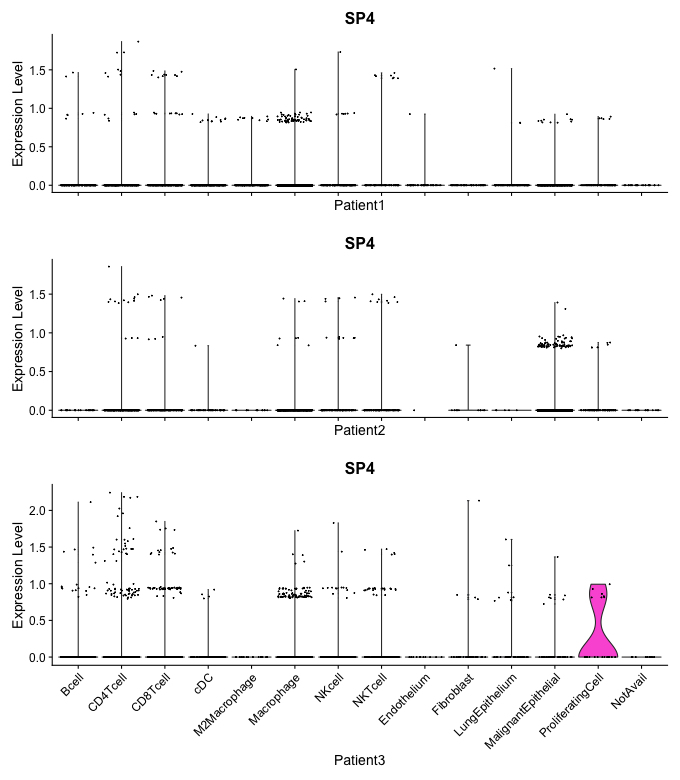 SP4
Expression Level
1.5
1.0
0.5
0.0
Patient1
SP4
Expression Level
1.5
1.0
0.5
0.0
Patient2
SP4
Expression Level
2.0
1.5
1.0
0.5
0.0
Bcell
CD4Tcell
CD8Tcell
cDC
M2Macrophage
Macrophage
NKcell
NKTcell
Endothelium
Fibroblast
LungEpithelium
MalignantEpithelial
ProliferatingCell
NotAvail
Patient3